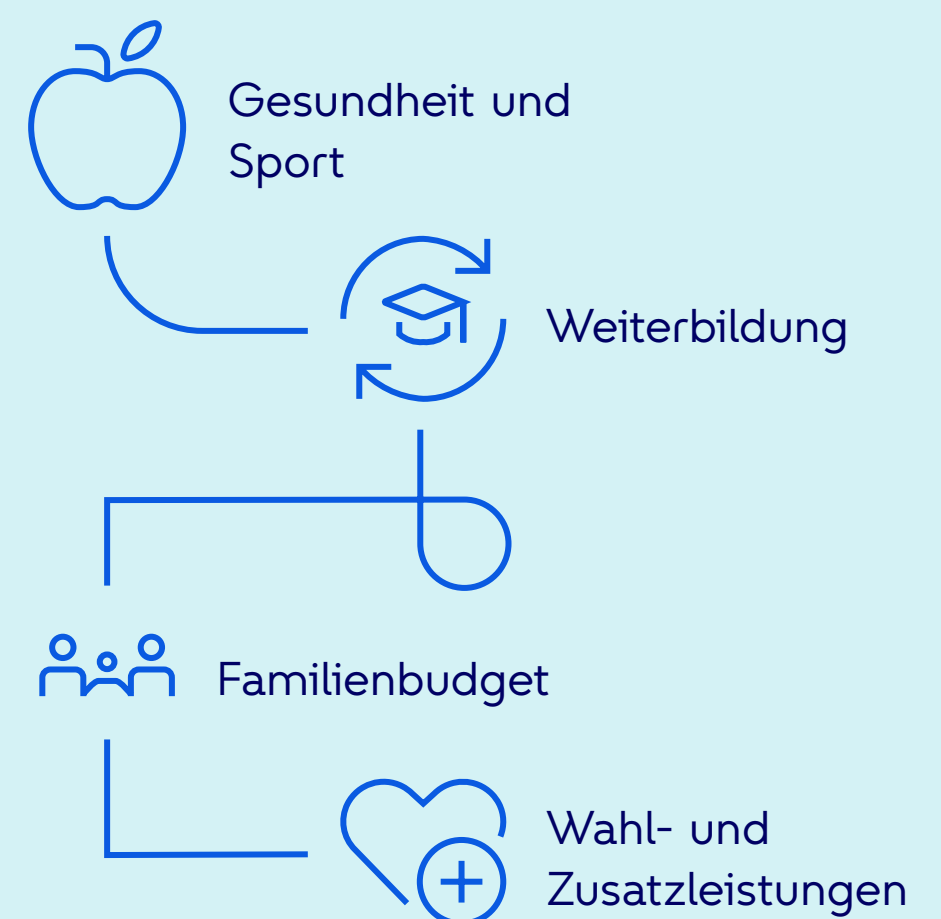 Gesundheit und
Sport
Weiterbildung
Familienbudget
Wahl- und
Zusatzleistungen